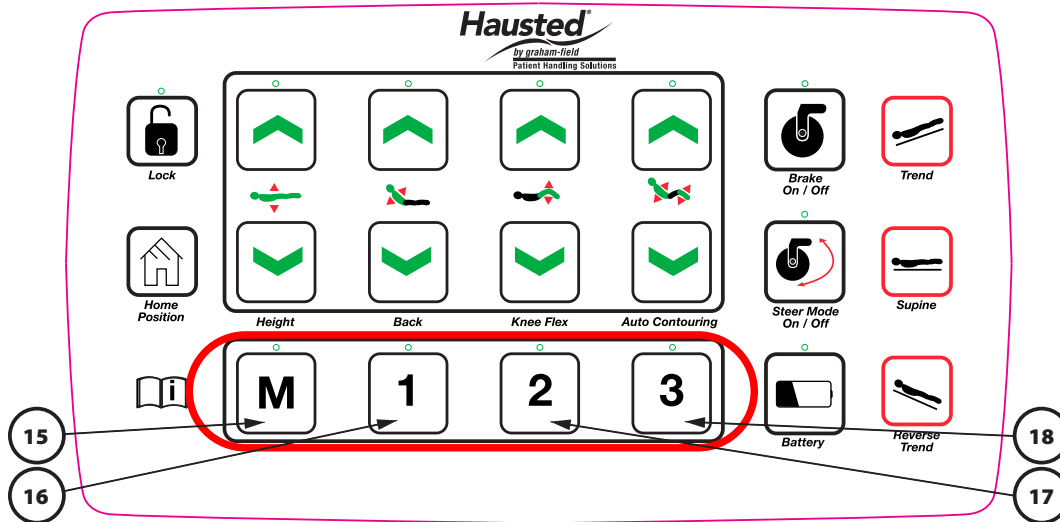 Hausted®
by graham-field
Patient Handling Solutions
Lock
Brake
On / Off
Trend
Home
Position
Height
Back
Knee Flex
Auto Contouring
Steer Mode
On / Off
Supine
i
M
1
2
3
Battery
Reverse
Trend
15
16
18
17